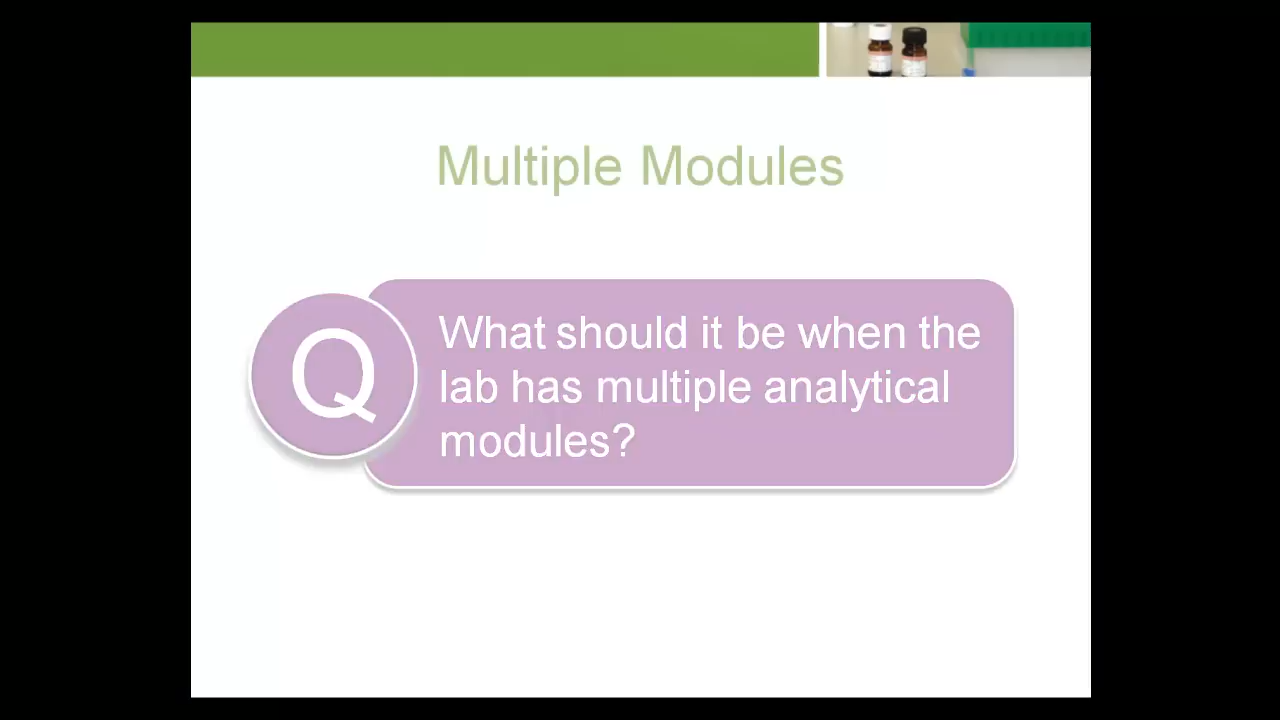 Multiple Modules
Q
What should it be when the
lab has multiple analytical
modules?